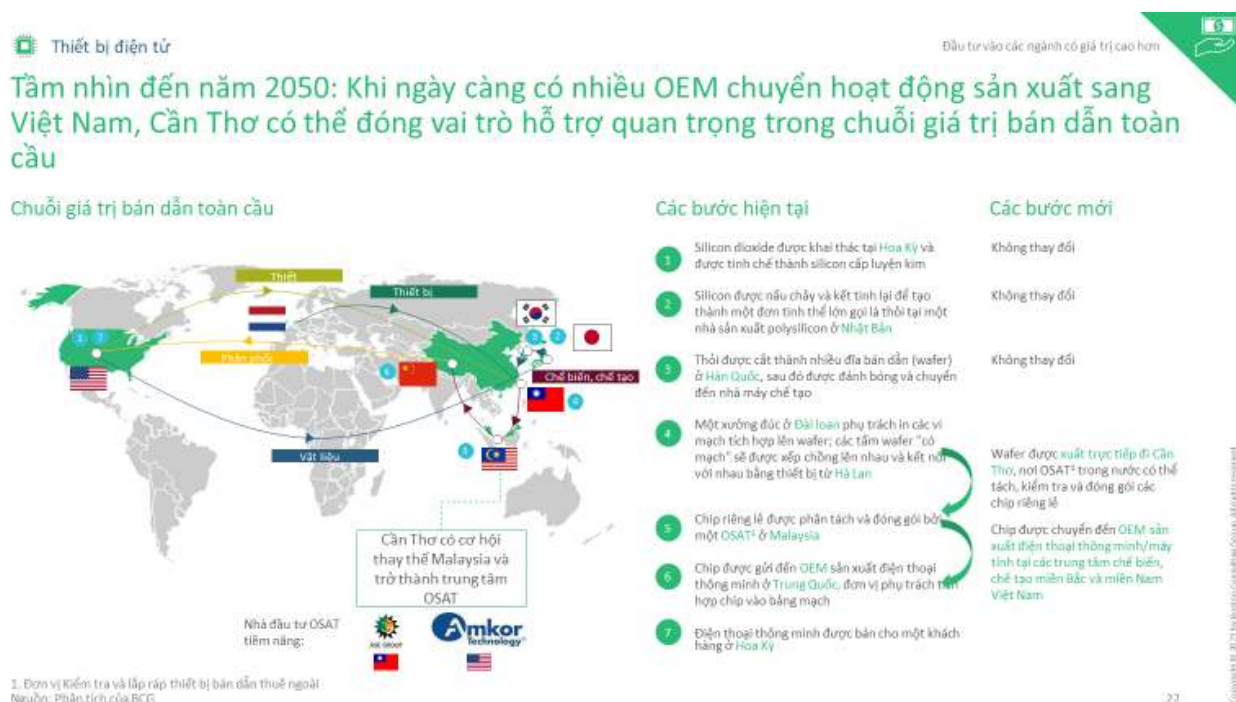 Thiết bị điện tử
Đầu tư vào các ngành có giá trị cao hơn
Tầm nhìn đến năm 2050: Khi ngày càng có nhiều OEM chuyển hoạt động sản xuất sang
Việt Nam, Cần Thơ có thể đóng vai trò hỗ trợ quan trọng trong chuỗi giá trị bán dẫn toàn
cầu
Chuỗi giá trị bán dẫn toàn cầu
Thiết
Thiết bị
Phân phối
Chế biến, chế tạo
Vật liệu
Cần Thơ có cơ hội
thay thế Malaysia và
trở thành trung tâm
OSAT
Nhà đầu tư OSAT
tiềm năng:
ASE GROUP
Amkor
Technology®
Các bước hiện tại
Các bước mới
1
Silicon dioxide được khai thác tại Hoa Kỳ và
được tinh chế thành silicon cấp luyện kim
Không thay đổi
2
Silicon được nấu chảy và kết tinh lại để tạo
thành một đơn tinh thể lớn gọi là thỏi tại một
nhà sản xuất polysilicon ở Nhật Bản
Không thay đổi
3
Thỏi được cắt thành nhiều đĩa bán dẫn (wafer)
ở Hàn Quốc, sau đó được đánh bóng và chuyển
đến nhà máy chế tạo
Không thay đổi
4
Một xưởng đúc ở Đài loan phụ trách in các vi
mạch tích hợp lên wafer; các tấm wafer "có
mạch" sẽ được xếp chồng lên nhau và kết nối
với nhau bằng thiết bị từ Hà Lan
Wafer được xuất trực tiếp đi Cần
Thơ, nơi OSAT¹ trong nước có thể
tách, kiểm tra và đóng gói các
chip riêng lẻ
5
Chip riêng lẻ được phân tách và đóng gói bởi
một OSAT¹ ở Malaysia
Chip được chuyển đến OEM sản
xuất điện thoại thông minh/máy
tính tại các trung tâm chế biến,
chế tạo miền Bắc và miền Nam
Việt Nam
6
Chip được gửi đến OEM sản xuất điện thoại
thông minh ở Trung Quốc, đơn vị phụ trách
hợp chip vào bảng mạch
7
Điện thoại thông minh được bán cho một khách
hàng ở Hoa Kỳ
1. Đơn vị Kiểm tra và lắp ráp thiết bị bán dẫn thuê ngoài
Nguồn: Phân tích của BCG